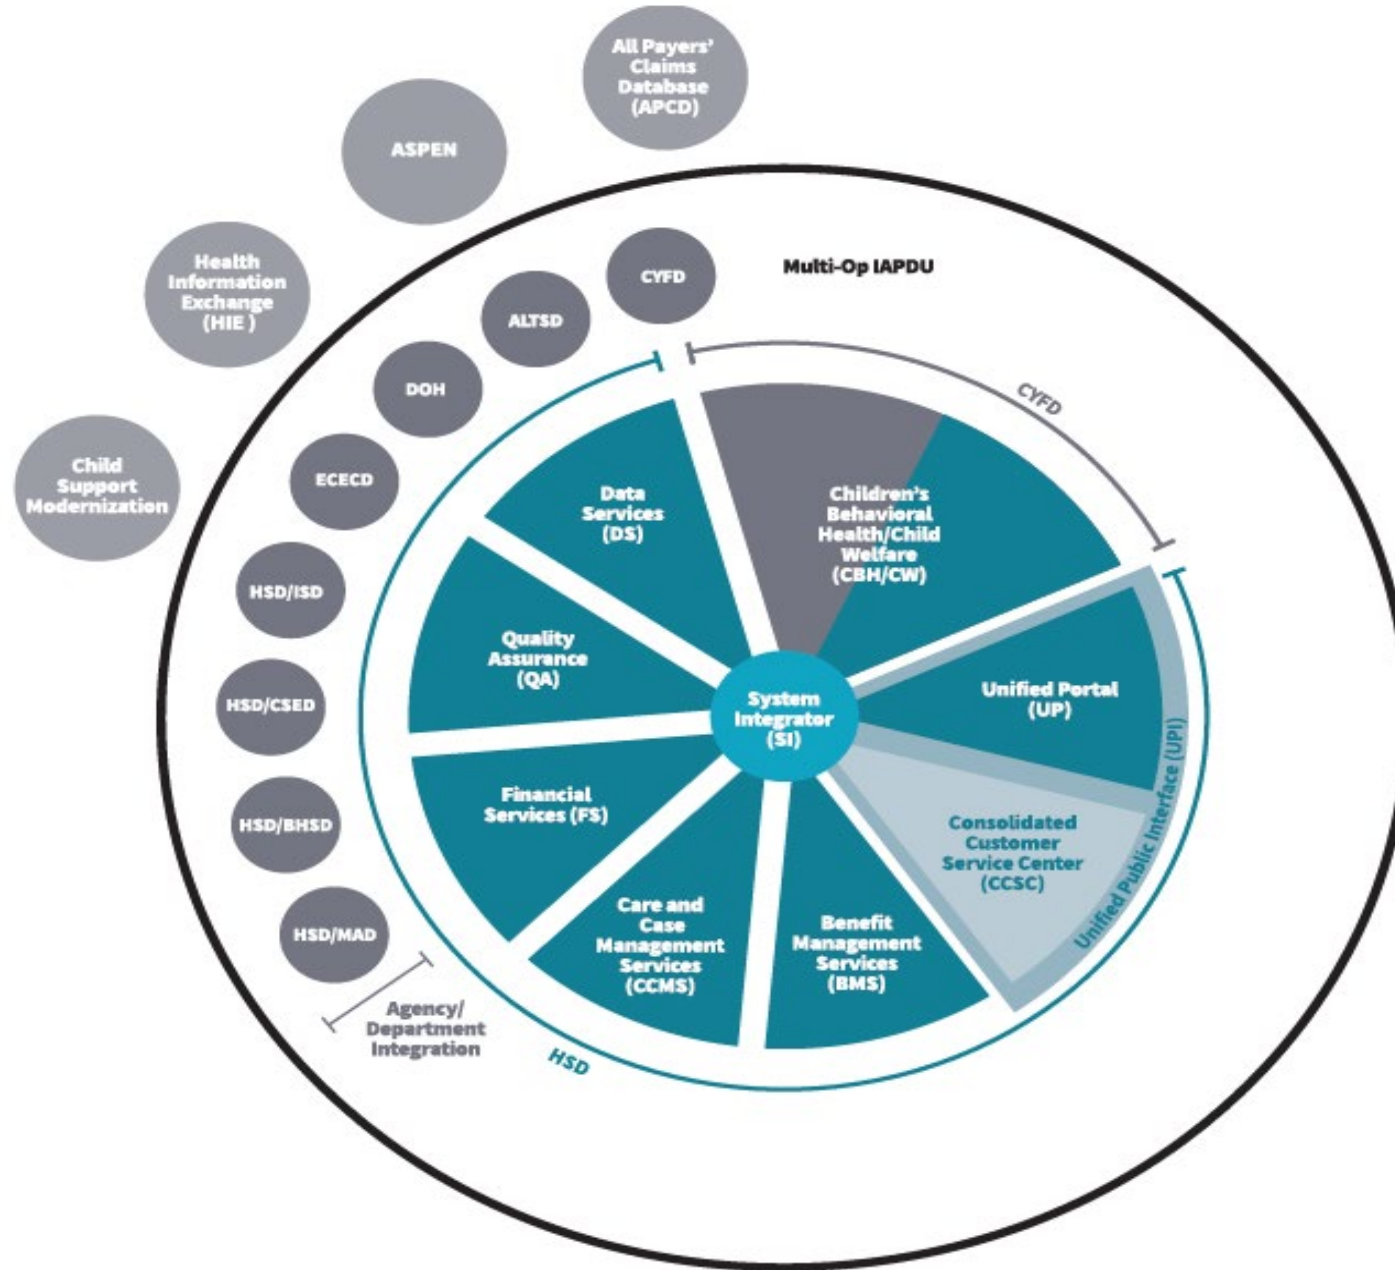 All Payers'
Claims
Database
(APCD)
ASPEN
Health
Information
Exchange
(HIE )
Child
Support
Modernization
CYFD
ALTSD
DOH
ECECD
HSD/ISD
HSD/CSED
HSD/BHSD
HSD/MAD
Agency/
Department
Integration
Multi-Op IAPDU
CYFD
Children's
Behavioral
Health/Child
Welfare
(CBH/CW)
Data
Services
(DS)
Quality
Assurance
(QA)
System
Integrator
(SI)
Unified Portal
(UP)
Unified Public Interface (UPI)
Financial
Services (FS)
Consolidated
Customer
Service Center
(CCSC)
Care and
Case
Management
Services
(CCMS)
Benefit
Management
Services
(BMS)
HSD